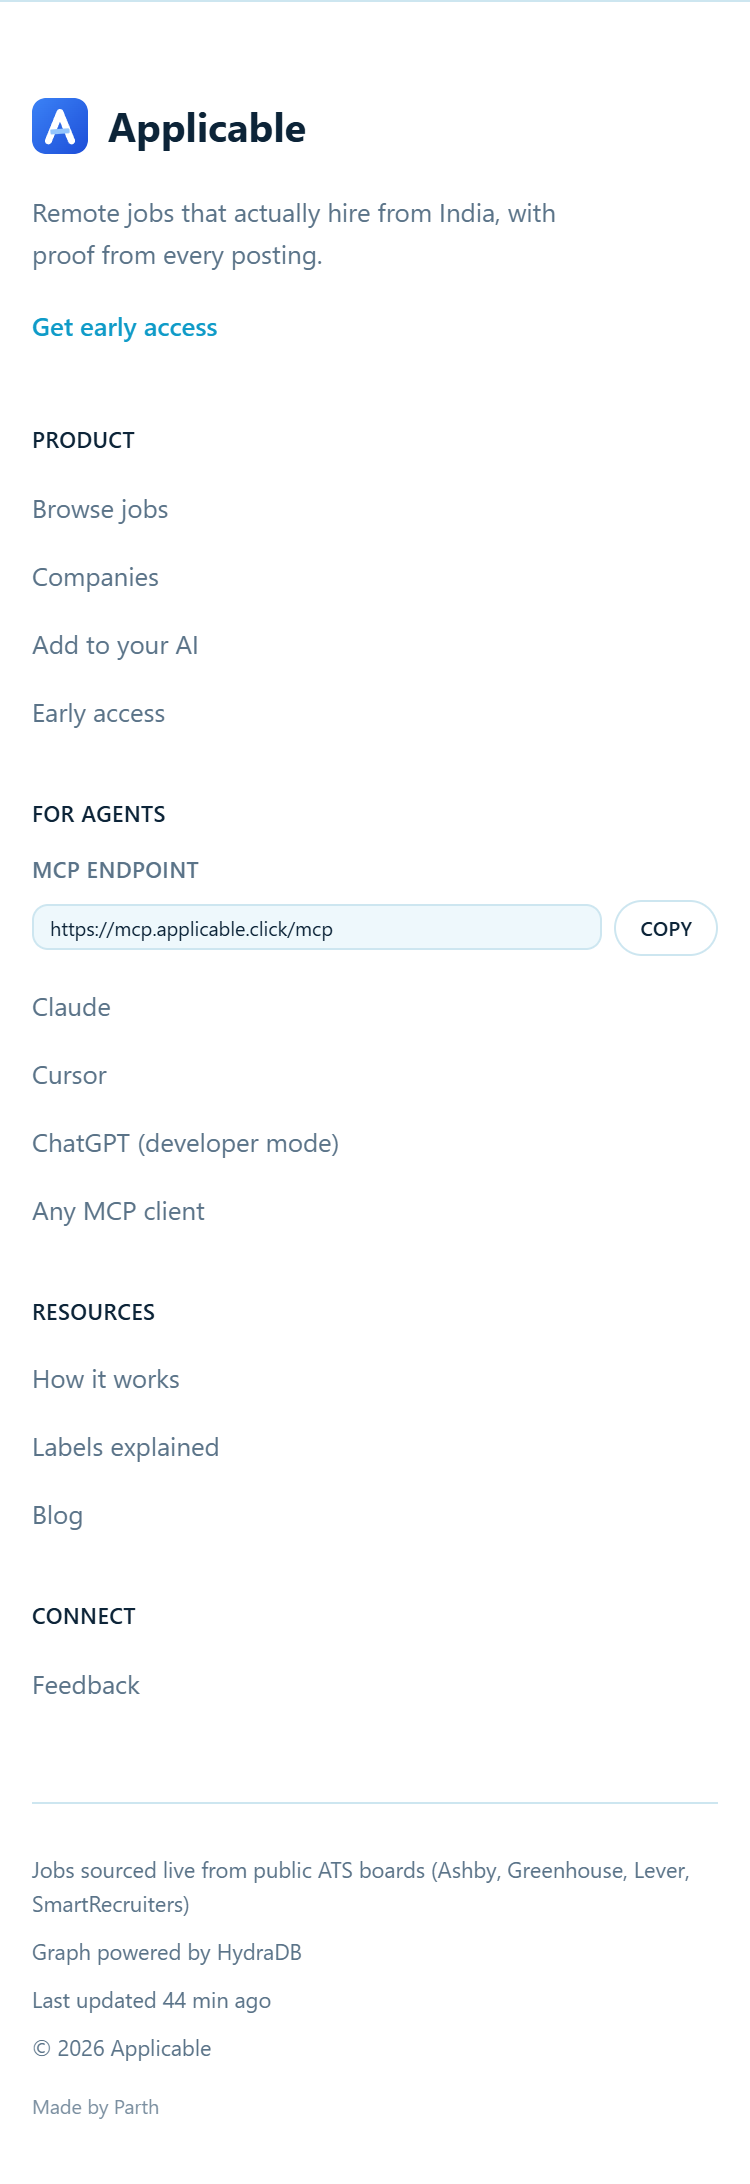 Applicable
Remote jobs that actually hire from India, with
proof from every posting.
Get early access
PRODUCT
Browse jobs
Companies
Add to your AI
Early access
FOR AGENTS
MCP ENDPOINT
https://mcp.applicable.click/mcp
COPY
Claude
Cursor
ChatGPT (developer mode)
Any MCP client
RESOURCES
How it works
Labels explained
Blog
CONNECT
Feedback
Jobs sourced live from public ATS boards (Ashby, Greenhouse, Lever,
SmartRecruiters)
Graph powered by HydraDB
Last updated 44 min ago
© 2026 Applicable
Made by Parth